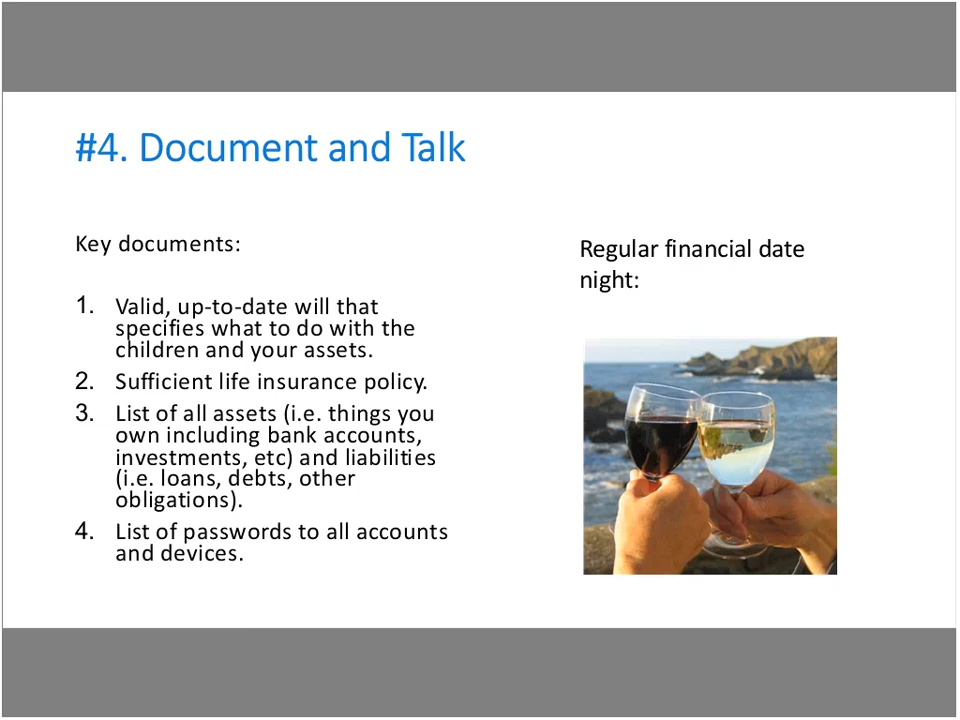 #4. Document and Talk
Key documents:
1. Valid, up-to-date will that
specifies what to do with the
children and your assets.
2. Sufficient life insurance policy.
3. List of all assets (i.e. things you
own including bank accounts,
investments, etc) and liabilities
(i.e. loans, debts, other
obligations).
4. List of passwords to all accounts
and devices.
Regular financial date
night: